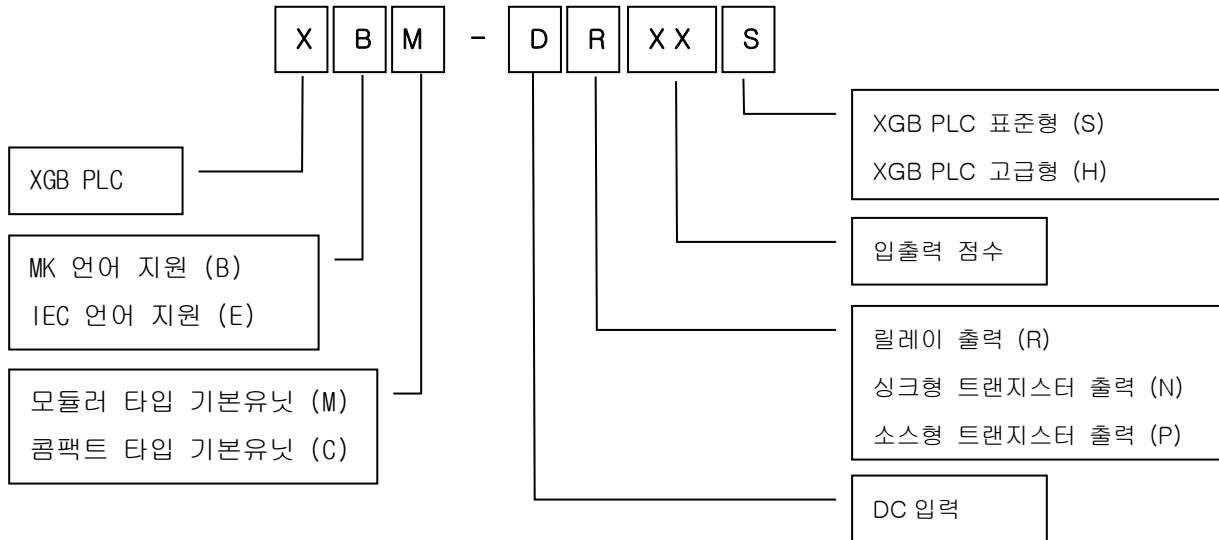 X B M - D R X X S
XGB PLC
MK 언어 지원 (B)
IEC 언어 지원 (E)
모듈러 타입 기본유닛 (M)
콤팩트 타입 기본유닛 (C)
XGB PLC 표준형 (S)
XGB PLC 고급형 (H)
입출력 점수
릴레이 출력 (R)
싱크형 트랜지스터 출력 (N)
소스형 트랜지스터 출력 (P)
DC 입력